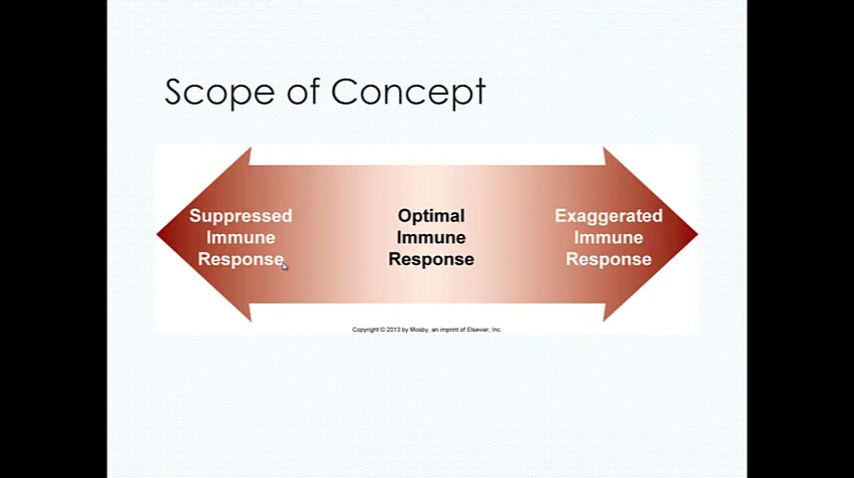 Scope of Concept
Suppressed
Immune
Response
Optimal
Immune
Response
Exaggerated
Immune
Response
Copyright © 2013 by Mosby, an imprint of Elsevier, Inc.